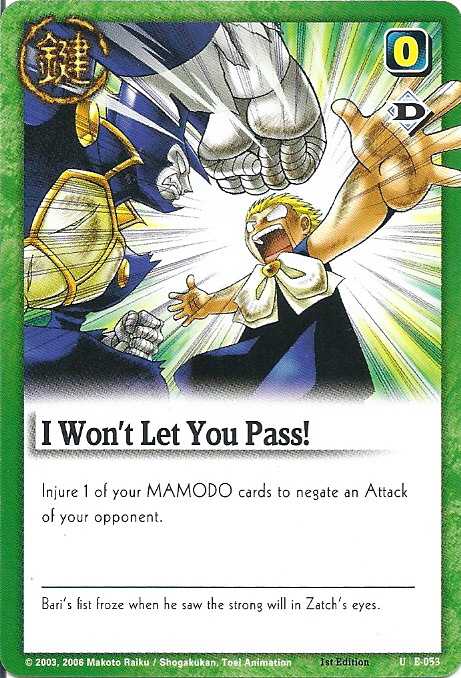 鍵
0
D
I Won't Let You Pass!
Injure 1 of your MAMODO cards to negate an Attack
of your opponent.
Bari's fist froze when he saw the strong will in Zatch's eyes.
© 2003, 2006 Makoto Raiku / Shogakukan, Toei Animation 1st Edition U E-053